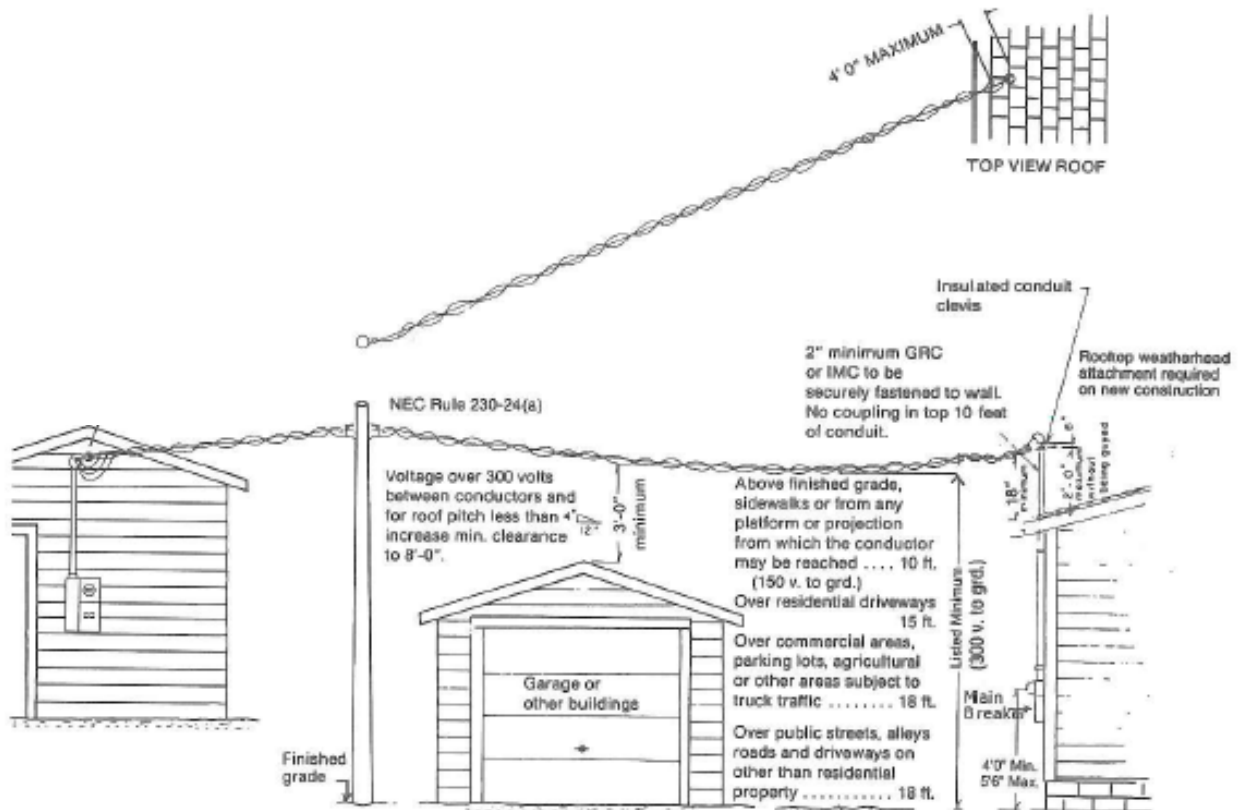 4' 0" MAXIMUM
TOP VIEW ROOF
Insulated conduit
clevis
2" minimum GRC
or IMC to be
securely fastened to wall.
No coupling in top 10 feet
of conduit.
Rooftop weatherhead
attachment required
on new construction
NEC Rule 230-24(a)
Voltage over 300 volts
between conductors and
for roof pitch less than 4"
12"
increase min. clearance
to 8'-0".
3'-0"
minimum
Above finished grade,
sidewalks or from any
platform or projection
from which the conductor
may be reached .... 10 ft.
(150 v. to grd.)
Over residential driveways
15 ft.
Over commercial areas,
parking lots, agricultural
or other areas subject to
truck traffic ......... 18 ft.
Over public streets, alleys
roads and driveways on
other than residential
property ........... 18 ft.
Listed Minimum
(300 v. to grd.)
18"
minimum
6"
2'-0"
maximum
without
being guyed
Garage or
other buildings
Main
Breaker
4'0" Min.
5'6" Max.
Finished
grade